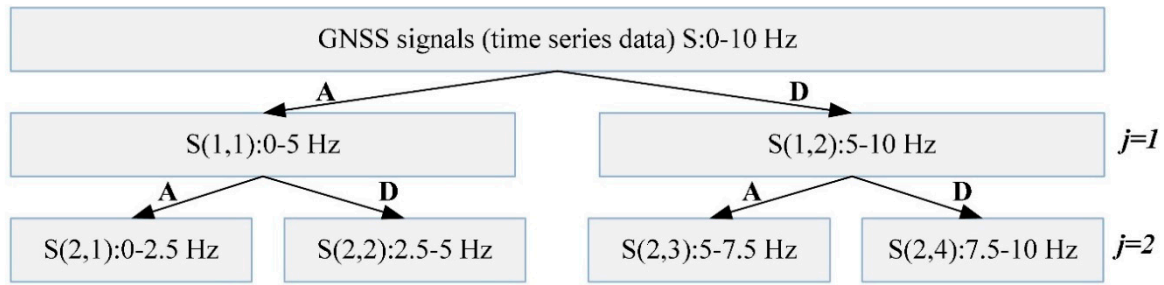 GNSS signals (time series data) S:0-10 Hz
A D
S(1,1):0-5 Hz S(1,2):5-10 Hz j=1
A D A D
S(2,1):0-2.5 Hz S(2,2):2.5-5 Hz S(2,3):5-7.5 Hz S(2,4):7.5-10 Hz j=2